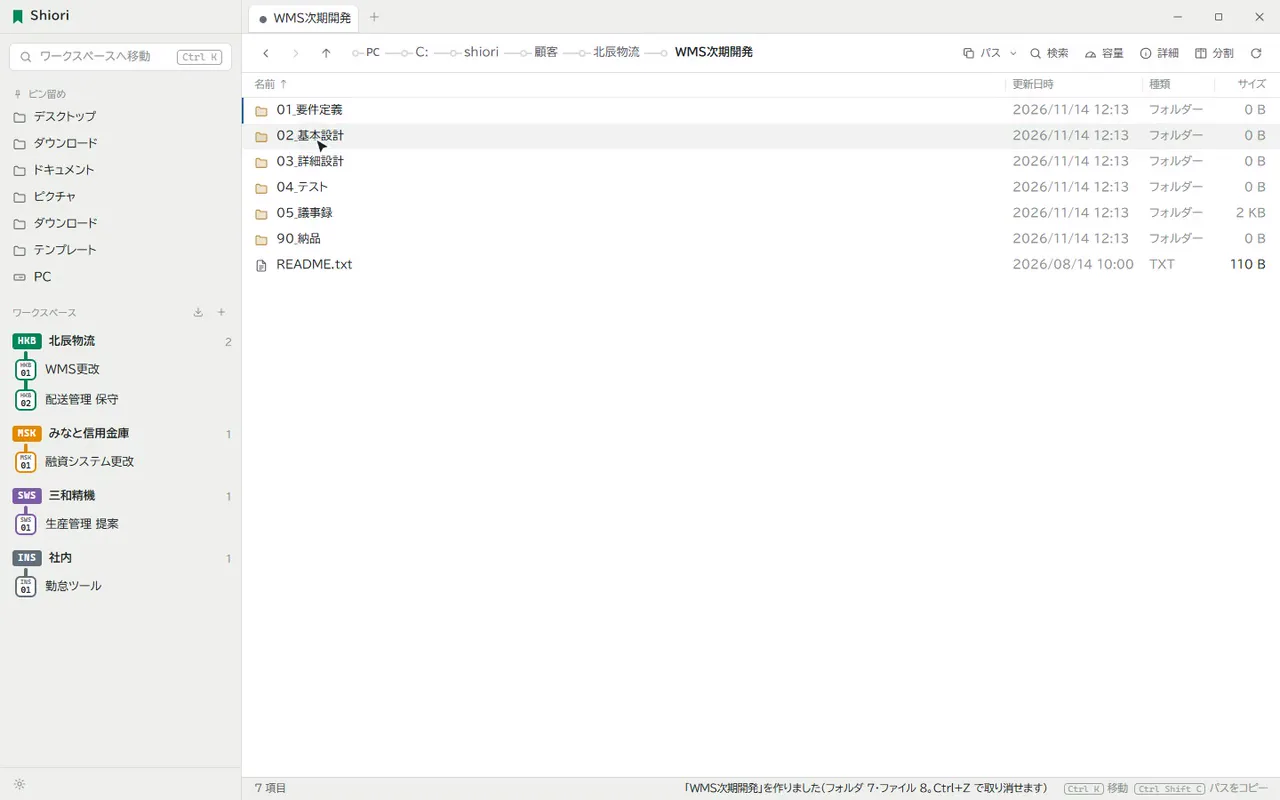 Shiori
WMS次期開発
ワークスペースへ移動 Ctrl K
PC C: shiori 顧客 北辰物流 WMS次期開発
パス 検索 容量 詳細 分割
ピン留め
デスクトップ
ダウンロード
ドキュメント
ピクチャ
ダウンロード
テンプレート
PC
ワークスペース
HKB 北辰物流 2
HKB 01 WMS更改
HKB 02 配送管理 保守
MSK みなと信用金庫 1
MSK 01 融資システム更改
SWS 三和精機 1
SWS 01 生産管理 提案
INS 社内 1
INS 01 勤怠ツール
名前 ↑ 更新日時 種類 サイズ
01_要件定義 2026/11/14 12:13 フォルダー 0 B
02_基本設計 2026/11/14 12:13 フォルダー 0 B
03_詳細設計 2026/11/14 12:13 フォルダー 0 B
04_テスト 2026/11/14 12:13 フォルダー 0 B
05_議事録 2026/11/14 12:13 フォルダー 2 KB
90_納品 2026/11/14 12:13 フォルダー 0 B
README.txt 2026/08/14 10:00 TXT 110 B
7 項目
「WMS次期開発」を作りました(フォルダ 7・ファイル 8。Ctrl+Z で取り消せます) Ctrl K 移動 Ctrl Shift C パスをコピー